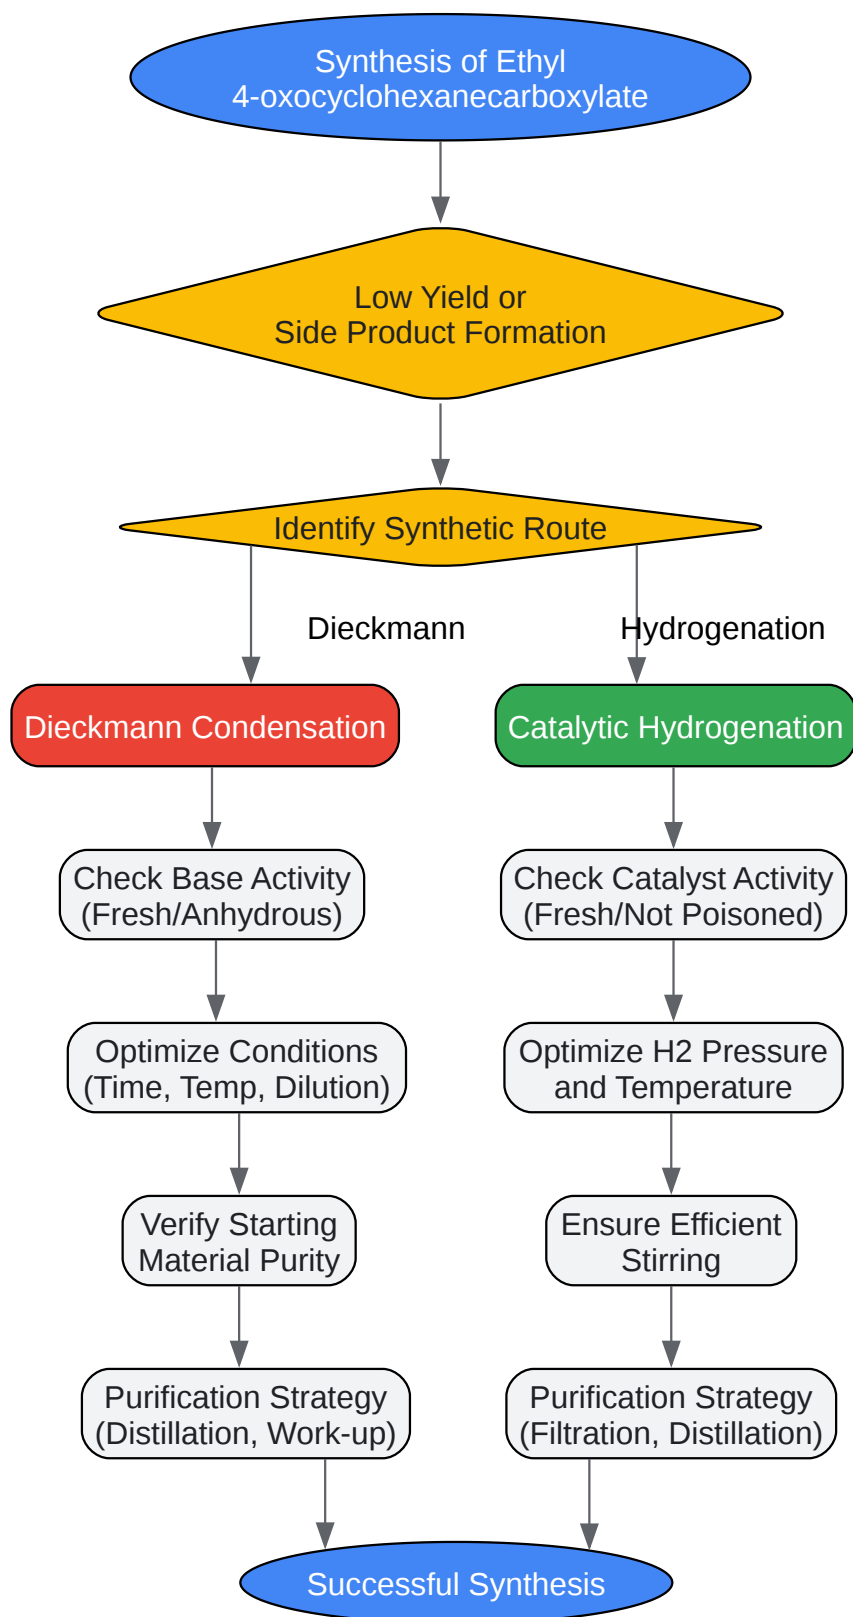 Synthesis of Ethyl
4-oxocyclohexanecarboxylate
Low Yield or
Side Product Formation
Identify Synthetic Route
Dieckmann
Hydrogenation
Dieckmann Condensation
Catalytic Hydrogenation
Check Base Activity
(Fresh/Anhydrous)
Check Catalyst Activity
(Fresh/Not Poisoned)
Optimize Conditions
(Time, Temp, Dilution)
Optimize H2 Pressure
and Temperature
Verify Starting
Material Purity
Ensure Efficient
Stirring
Purification Strategy
(Distillation, Work-up)
Purification Strategy
(Filtration, Distillation)
Successful Synthesis